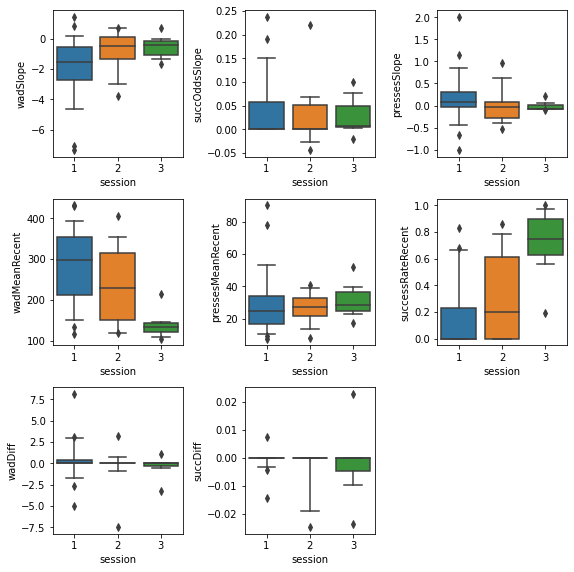 wadSlope
0
−2
−4
−6
1 2 3
session
succOddsSlope
0.25
0.20
0.15
0.10
0.05
0.00
−0.05
1 2 3
session
pressesSlope
2.0
1.5
1.0
0.5
0.0
−0.5
−1.0
1 2 3
session
wadMeanRecent
400
300
200
100
1 2 3
session
pressesMeanRecent
80
60
40
20
1 2 3
session
successRateRecent
1.0
0.8
0.6
0.4
0.2
0.0
1 2 3
session
wadDiff
7.5
5.0
2.5
0.0
−2.5
−5.0
−7.5
1 2 3
session
succDiff
0.02
0.01
0.00
−0.01
−0.02
1 2 3
session